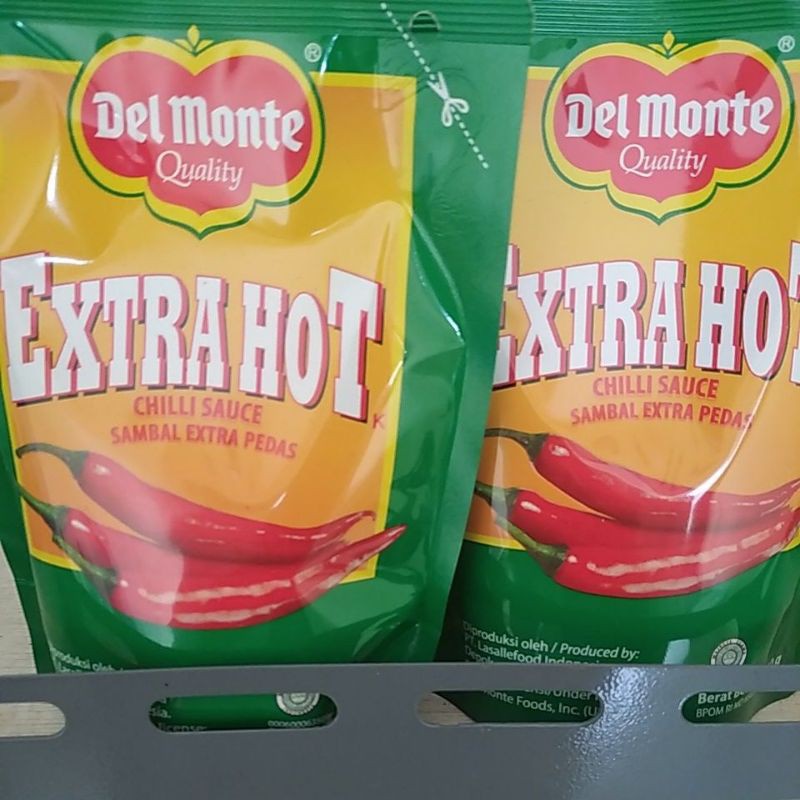 Del Monte
®
Quality
EXTRA HOT
CHILLI SAUCE
K
SAMBAL EXTRA PEDAS
Del Monte
®
Quality
EXTRA HOT
CHILLI SAUCE
SAMBAL EXTRA PEDAS
Diproduksi oleh / Produced by:
PT. Lasallefood
Under
Monte Foods, Inc.
Berat
BPOM RI